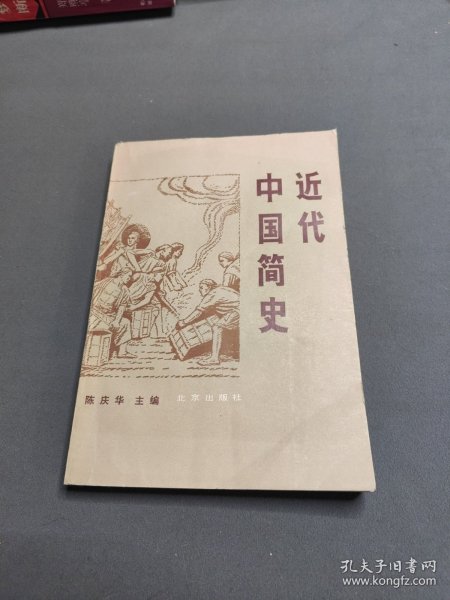 近代
中国简史
陈庆华 主编 北京出版社
孔夫子旧书网
www.kongfz.com